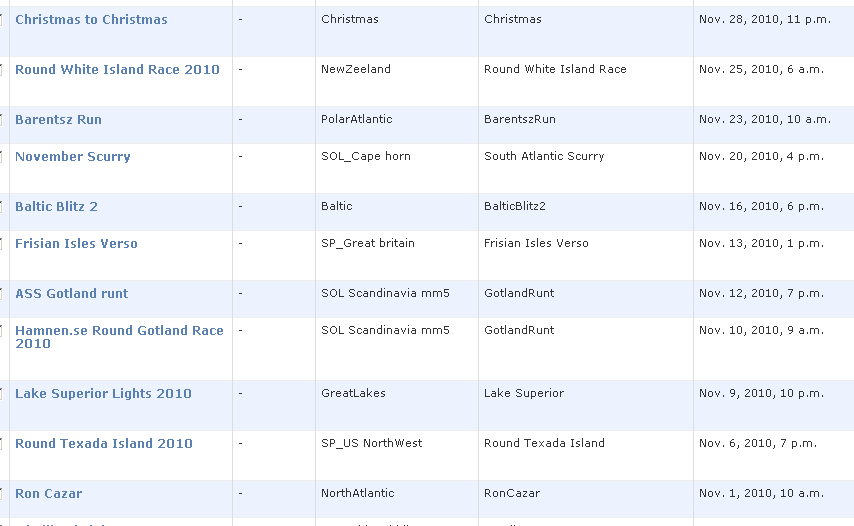 Christmas to Christmas - Christmas Christmas Nov. 28, 2010, 11 p.m.
Round White Island Race 2010 - NewZeeland Round White Island Race Nov. 25, 2010, 6 a.m.
Barentsz Run - PolarAtlantic BarentszRun Nov. 23, 2010, 10 a.m.
November Scurry - SOL_Cape horn South Atlantic Scurry Nov. 20, 2010, 4 p.m.
Baltic Blitz 2 - Baltic BalticBlitz2 Nov. 16, 2010, 6 p.m.
Frisian Isles Verso - SP_Great britain Frisian Isles Verso Nov. 13, 2010, 1 p.m.
ASS Gotland runt - SOL Scandinavia mm5 GotlandRunt Nov. 12, 2010, 7 p.m.
Hamnen.se Round Gotland Race - SOL Scandinavia mm5 GotlandRunt Nov. 10, 2010, 9 a.m.
2010
Lake Superior Lights 2010 - GreatLakes Lake Superior Nov. 9, 2010, 10 p.m.
Round Texada Island 2010 - SP_US NorthWest Round Texada Island Nov. 6, 2010, 7 p.m.
Ron Cazar - NorthAtlantic RonCazar Nov. 1, 2010, 10 a.m.